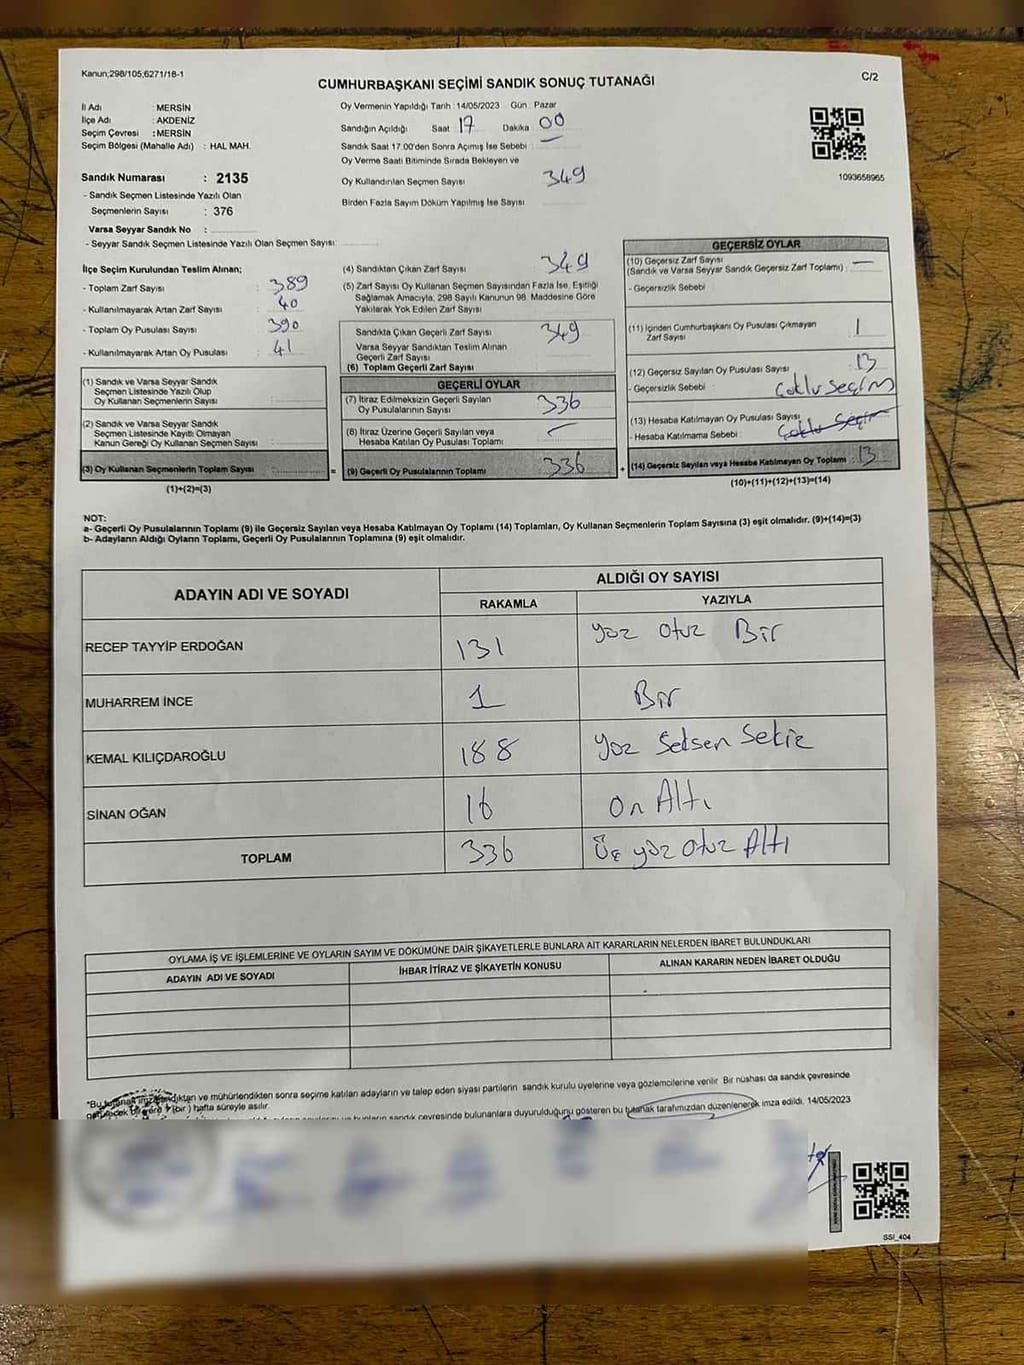 Kanun;298/105,6271/18-1
C/2
CUMHURBAŞKANI SEÇİMİ SANDIK SONUÇ TUTANAĞI
İl Adı : MERSİN
İlçe Adı : AKDENİZ
Seçim Çevresi : MERSİN
Seçim Bölgesi (Mahalle Adı) : HAL MAH.
Sandık Numarası : 2135
- Sandık Seçmen Listesinde Yazılı Olan
Seçmenlerin Sayısı : 376
Varsa Seyyar Sandık No :
- Seyyar Sandık Seçmen Listesinde Yazılı Olan Seçmen Sayısı:
Oy Vermenin Yapıldığı Tarih : 14/05/2023 Gün : Pazar
Sandığın Açıldığı Saat 17 Dakika : 00
Sandık Saat 17.00'den Sonra Açımış İse Sebebi : —
Oy Verme Saati Bitiminde Sırada Bekleyen ve
Oy Kullandırılan Seçmen Sayısı 349
Birden Fazla Sayım Döküm Yapılmış İse Sayısı
1093658965
İlçe Seçim Kurulundan Teslim Alınan;
- Toplam Zarf Sayısı : 389
- Kullanılmayarak Artan Zarf Sayısı : 40
- Toplam Oy Pusulası Sayısı : 390
- Kullanılmayarak Artan Oy Pusulası : 41
(1) Sandık ve Varsa Seyyar Sandık
Seçmen Listesinde Yazılı Olup
Oy Kullanan Seçmenlerin Sayısı :
(2) Sandık ve Varsa Seyyar Sandık
Seçmen Listesinde Kayıtlı Olmayan
Kanun Gereği Oy Kullanan Seçmen Sayısı :
(3) Oy Kullanan Seçmenlerin Toplam Sayısı :
(1)+(2)=(3)
(4) Sandıktan Çıkan Zarf Sayısı 349
(5) Zarf Sayısı Oy Kullanan Seçmen Sayısından Fazla İse, Eşitliği
Sağlamak Amacıyla, 298 Sayılı Kanunun 98. Maddesine Göre
Yakılarak Yok Edilen Zarf Sayısı
Sandıkta Çıkan Geçerli Zarf Sayısı 349
Varsa Seyyar Sandıktan Teslim Alınan
Geçerli Zarf Sayısı
(6) Toplam Geçerli Zarf Sayısı
GEÇERLİ OYLAR
(7) İtiraz Edilmeksizin Geçerli Sayılan
Oy Pusulalarının Sayısı 336
(8) İtiraz Üzerine Geçerli Sayılan veya
Hesaba Katılan Oy Pusulası Toplamı —
= (9) Geçerli Oy Pusulalarının Toplamı 336
GEÇERSİZ OYLAR
(10) Geçersiz Zarf Sayısı
(Sandık ve Varsa Seyyar Sandık Geçersiz Zarf Toplamı) : —
- Geçersizlik Sebebi
(11) İçinden Cumhurbaşkanı Oy Pusulası Çıkmayan
Zarf Sayısı : 1
(12) Geçersiz Sayılan Oy Pusulası Sayısı : 13
- Geçersizlik Sebebi : Çoklu Seçim
(13) Hesaba Katılmayan Oy Pusulası Sayısı
- Hesaba Katılmama Sebebi : Çoklu Seçim
+ (14) Geçersiz Sayılan veya Hesaba Katılmayan Oy Toplamı : 13
(10)+(11)+(12)+(13)=(14)
NOT:
a- Geçerli Oy Pusulalarının Toplamı (9) ile Geçersiz Sayılan veya Hesaba Katılmayan Oy Toplamı (14) Toplamları, Oy Kullanan Seçmenlerin Toplam Sayısına (3) eşit olmalıdır. (9)+(14)=(3)
b- Adayların Aldığı Oyların Toplamı, Geçerli Oy Pusulalarının Toplamına (9) eşit olmalıdır.
ADAYIN ADI VE SOYADI
ALDIĞI OY SAYISI
RAKAMLA
YAZIYLA
RECEP TAYYİP ERDOĞAN 131 Yüz Otuz Bir
MUHARREM İNCE 1 Bir
KEMAL KILIÇDAROĞLU 188 Yüz Seksen Sekiz
SİNAN OĞAN 16 On Altı
TOPLAM 336 Üç Yüz Otuz Altı
OYLAMA İŞ VE İŞLEMLERİNE VE OYLARIN SAYIM VE DÖKÜMÜNE DAİR ŞİKAYETLERLE BUNLARA AİT KARARLARIN NELERDEN İBARET BULUNDUKLARI
ADAYIN ADI VE SOYADI
İHBAR İTİRAZ VE ŞİKAYETİN KONUSU
ALINAN KARARIN NEDEN İBARET OLDUĞU
"Bu tutanak imzalandıktan ve mühürlendikten sonra seçime katılan adayların ve talep eden siyasi partilerin sandık kurulu üyelerine veya gözlemcilerine verilir. Bir nüshası da sandık çevresinde
(bir) hafta süreyle asılır.
sandık çevresinde bulunanlara duyurulduğunu gösteren bu tutanak tarafımızdan düzenlenerek imza edildi. 14/05/2023
SSİ_404